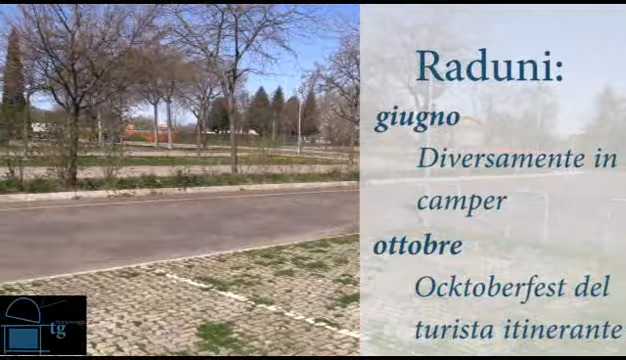 Raduni:
giugno
Diversamente in
camper
ottobre
Ocktoberfest del
turista itinerante
tg